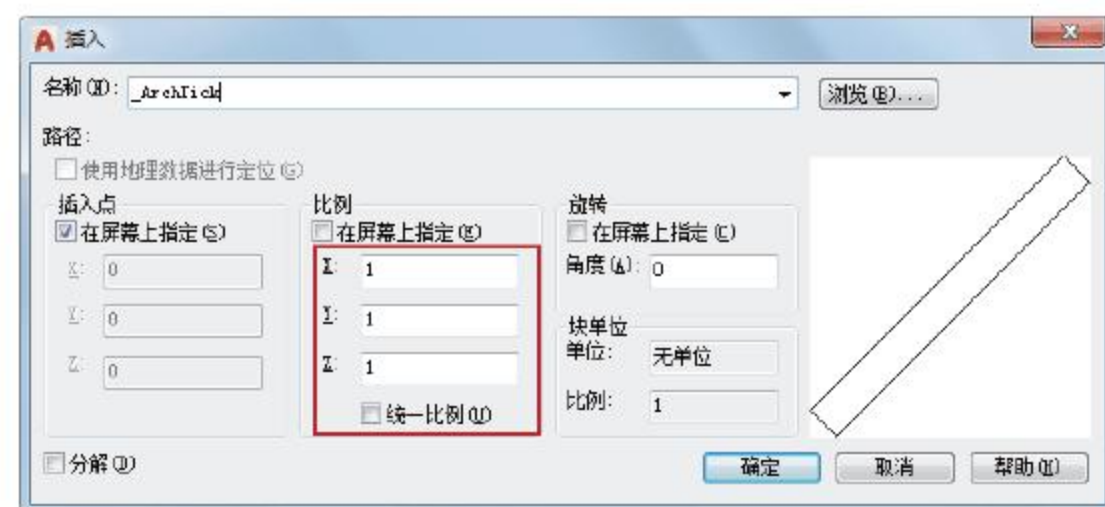 插入
名称(N): _ArchTick 浏览(B)...
路径:
使用地理数据进行定位(G)
插入点 比例 旋转
在屏幕上指定(S) 在屏幕上指定(E) 在屏幕上指定(C)
X: 0 X: 1 角度(A): 0
Y: 0 Y: 1 块单位
单位: 无单位
Z: 0 Z: 1
比例: 1
统一比例(U)
分解(D) 确定 取消 帮助(H)